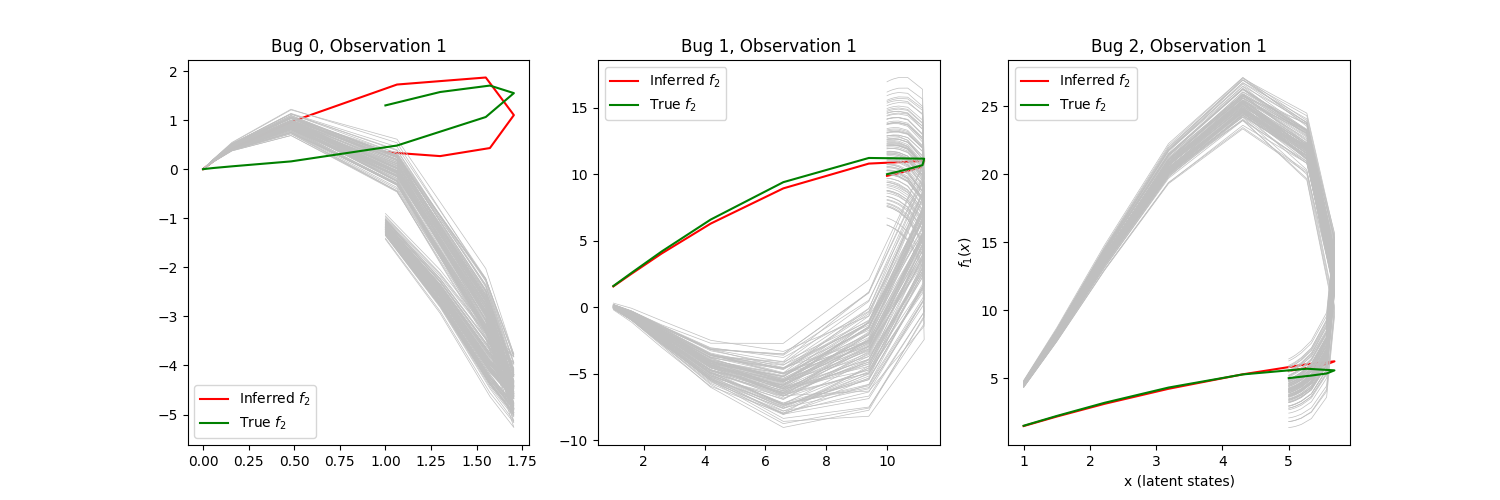 Bug 0, Observation 1
2
1
0
−1
−2
−3
−4
−5
Inferred f₂
True f₂
0.00 0.25 0.50 0.75 1.00 1.25 1.50 1.75
Bug 1, Observation 1
Inferred f₂
True f₂
15
10
5
0
−5
−10
2 4 6 8 10
Bug 2, Observation 1
Inferred f₂
True f₂
25
20
15
10
5
f₁(x)
1 2 3 4 5
x (latent states)